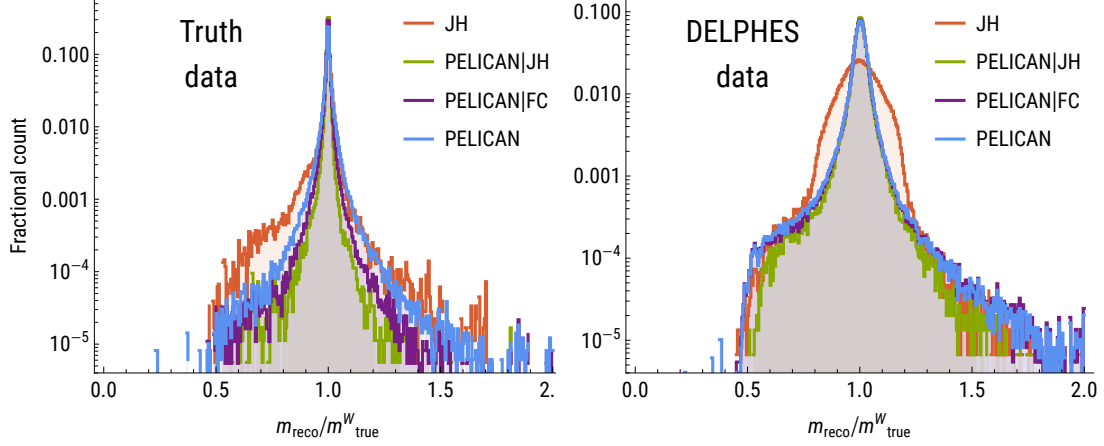 Truth
data
JH
PELICAN|JH
PELICAN|FC
PELICAN
Fractional count
0.100
0.010
0.001
10⁻⁴
10⁻⁵
0.0
0.5
1.0
1.5
2.
m_reco/m^W_true
DELPHES
data
JH
PELICAN|JH
PELICAN|FC
PELICAN
0.100
0.010
0.001
10⁻⁴
10⁻⁵
0.0
0.5
1.0
1.5
2.0
m_reco/m^W_true